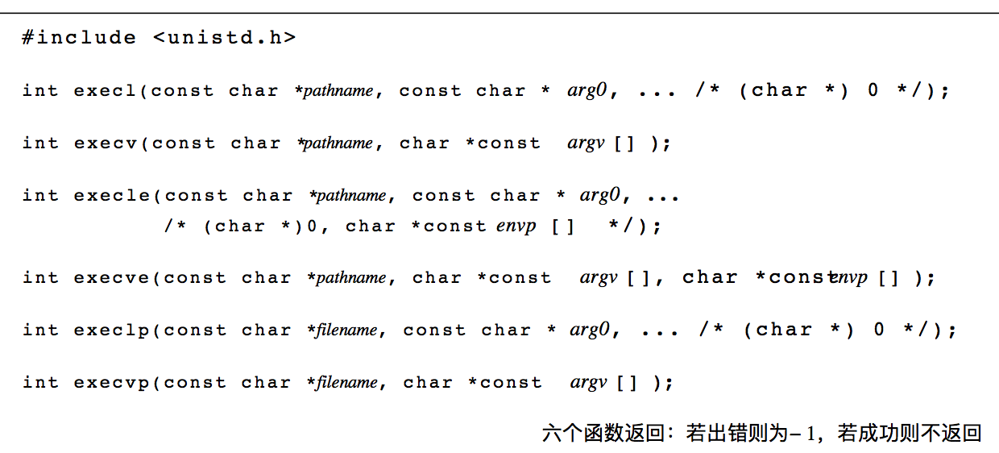 #include <unistd.h>
int execl(const char *pathname, const char * arg0, ... /* (char *) 0 */);
int execv(const char *pathname, char *const argv [] );
int execle(const char *pathname, const char * arg0, ...
/* (char *)0, char *const envp [] */);
int execve(const char *pathname, char *const argv [], char *const envp [] );
int execlp(const char *filename, const char * arg0, ... /* (char *) 0 */);
int execvp(const char *filename, char *const argv [] );
六个函数返回：若出错则为– 1，若成功则不返回